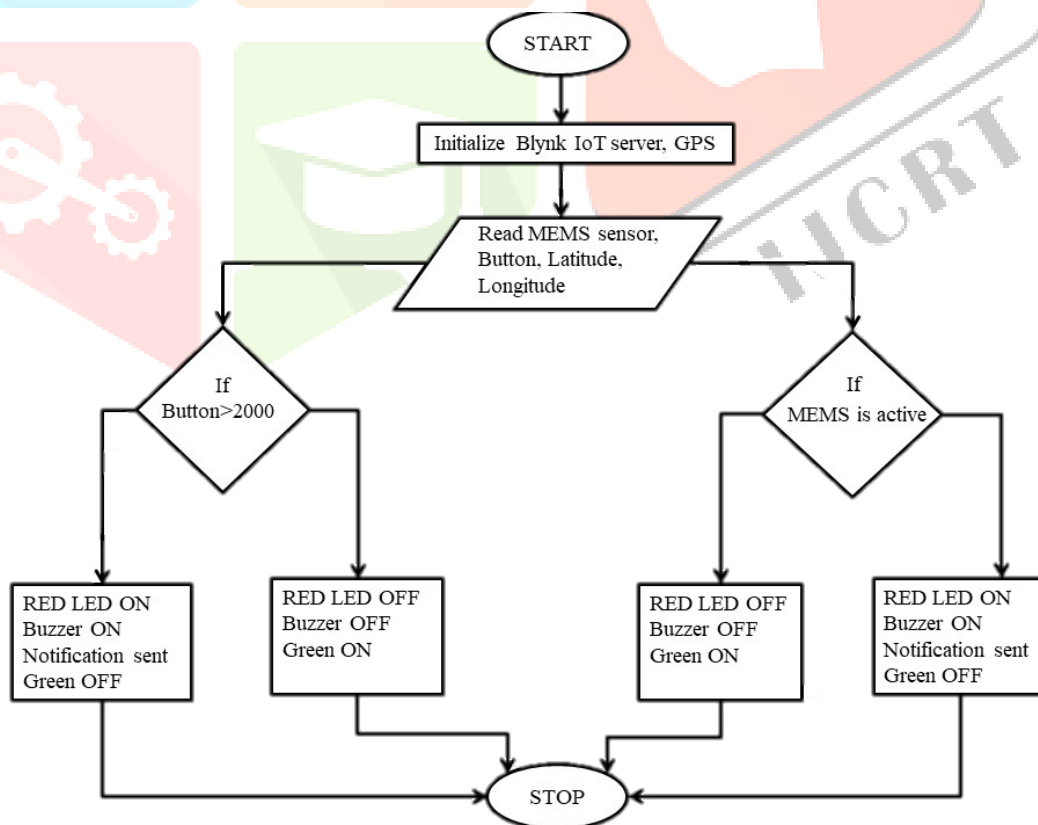 START
Initialize Blynk IoT server, GPS
Read MEMS sensor,
Button, Latitude,
Longitude
If
Button>2000
If
MEMS is active
RED LED ON
Buzzer ON
Notification sent
Green OFF
RED LED OFF
Buzzer OFF
Green ON
RED LED OFF
Buzzer OFF
Green ON
RED LED ON
Buzzer ON
Notification sent
Green OFF
STOP
IJCRT